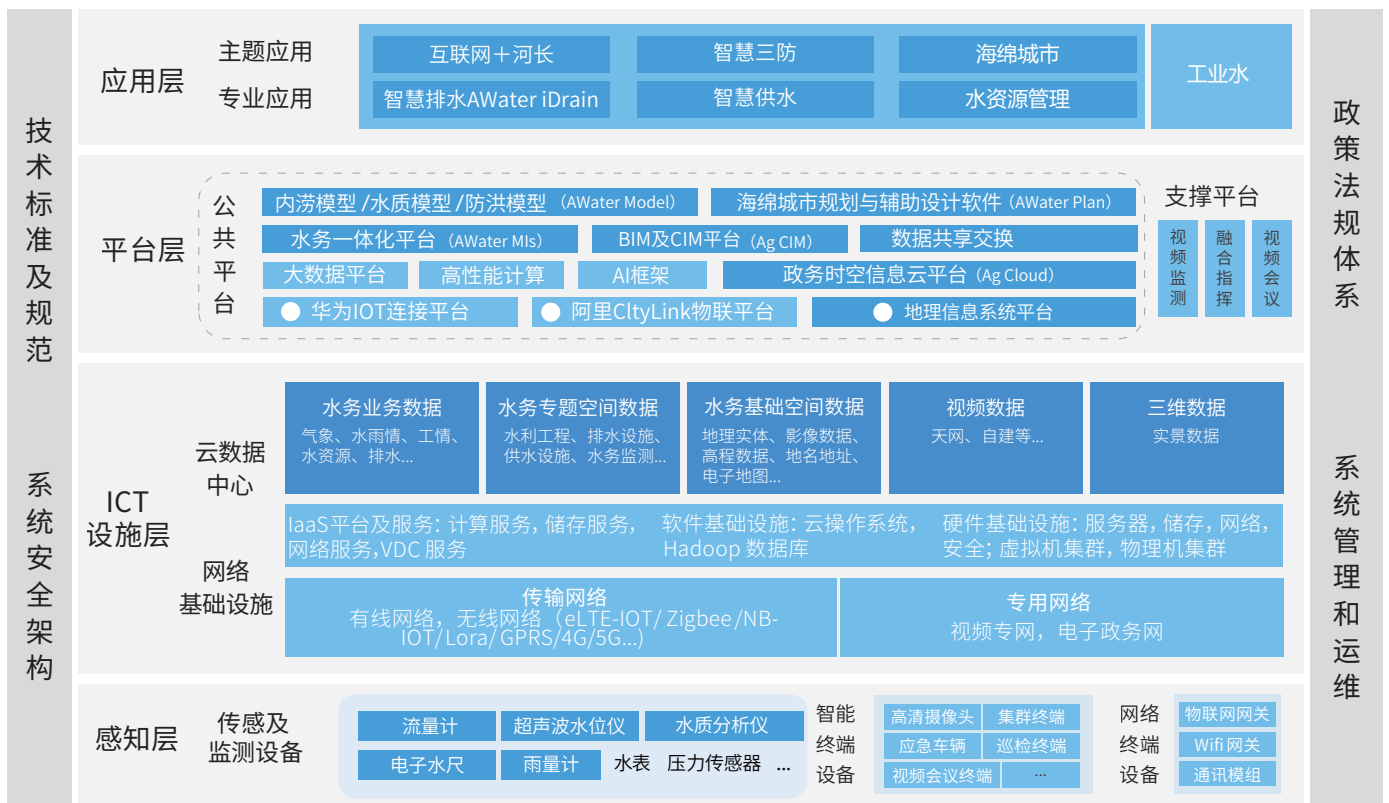 技术标准及规范
系统安全架构
应用层
主题应用
专业应用
互联网＋河长
智慧三防
海绵城市
智慧排水AWater iDrain
智慧供水
水资源管理
工业水
平台层
公共平台
内涝模型/水质模型/防洪模型（AWater Model）
海绵城市规划与辅助设计软件（AWater Plan）
水务一体化平台（AWater MIs）
BIM及CIM平台（Ag CIM）
数据共享交换
大数据平台
高性能计算
AI框架
政务时空信息云平台（Ag Cloud）
华为IOT连接平台
阿里CltyLink物联平台
地理信息系统平台
支撑平台
视频监测
融合指挥
视频会议
ICT
设施层
云数据
中心
水务业务数据
气象、水雨情、工情、
水资源、排水...
水务专题空间数据
水利工程、排水设施、
供水设施、水务监测...
水务基础空间数据
地理实体、影像数据、
高程数据、地名地址、
电子地图...
视频数据
天网、自建等...
三维数据
实景数据
IaaS平台及服务：计算服务，储存服务，
网络服务，VDC 服务
软件基础设施：云操作系统，
Hadoop 数据库
硬件基础设施：服务器，储存，网络，
安全；虚拟机集群，物理机集群
网络
基础设施
传输网络
有线网络，无线网络（eLTE-IOT/ Zigbee/NB-
IOT/Lora/GPRS/4G/5G...)
专用网络
视频专网，电子政务网
感知层
传感及
监测设备
流量计
超声波水位仪
水质分析仪
电子水尺
雨量计
水表
压力传感器
...
智能
终端
设备
高清摄像头
集群终端
应急车辆
巡检终端
视频会议终端
...
网络
终端
设备
物联网网关
Wifi 网关
通讯模组
政策法规体系
系统管理和运维